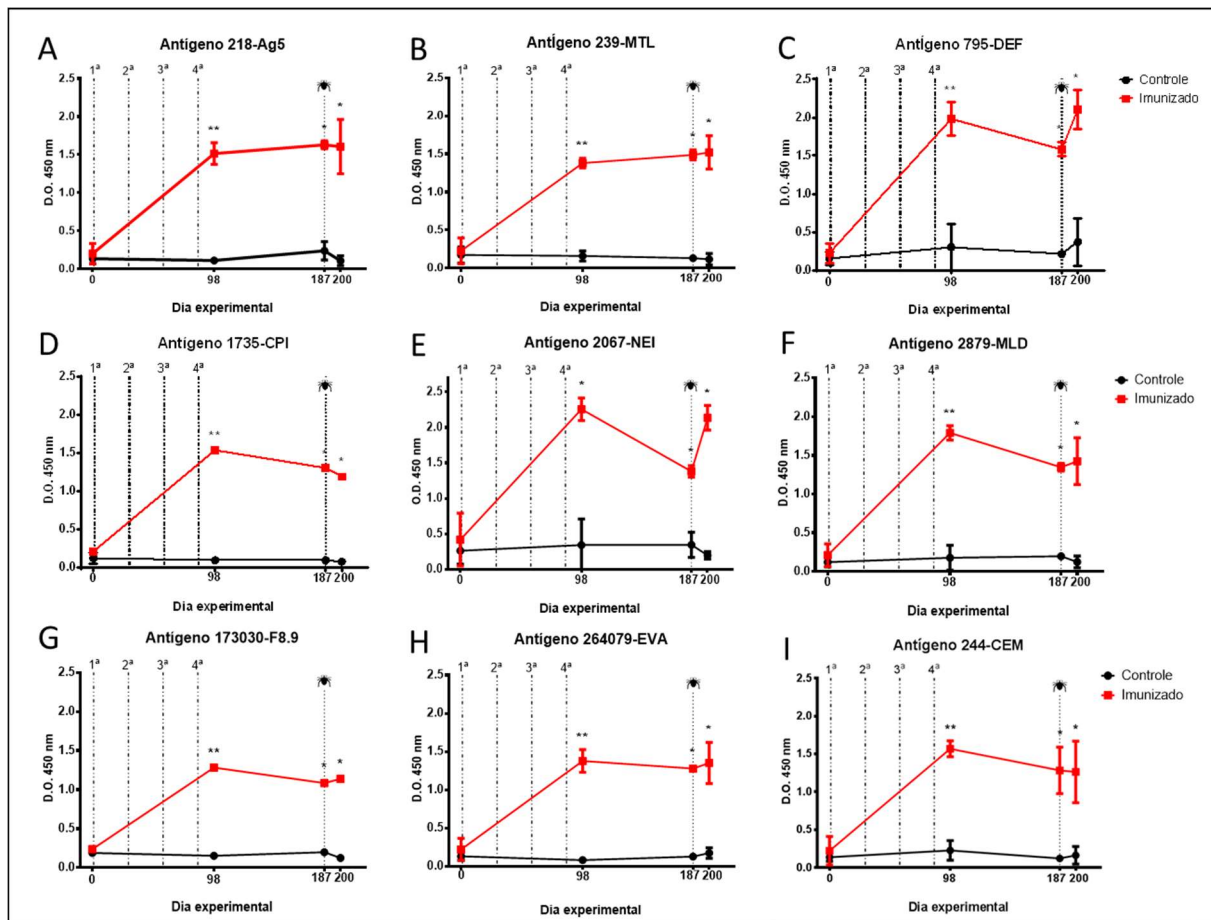 A
Antígeno 218-Ag5
1ª 2ª 3ª 4ª
2.5
2.0
1.5
1.0
0.5
0.0
D.O. 450 nm
** * *
0 98 187 200
Dia experimental
B
Antígeno 239-MTL
1ª 2ª 3ª 4ª
2.5
2.0
1.5
1.0
0.5
0.0
D.O. 450 nm
** * *
0 98 187 200
Dia experimental
C
Antígeno 795-DEF
1ª 2ª 3ª 4ª
2.5
2.0
1.5
1.0
0.5
0.0
D.O. 450 nm
** * *
0 98 187 200
Dia experimental
Controle
Imunizado
D
Antígeno 1735-CPI
1ª 2ª 3ª 4ª
2.5
2.0
1.5
1.0
0.5
0.0
D.O. 450 nm
** * *
0 98 187 200
Dia experimental
E
Antígeno 2067-NEI
1ª 2ª 3ª 4ª
2.5
2.0
1.5
1.0
0.5
0.0
O.D. 450 nm
* * *
0 98 187 200
Dia experimental
F
Antígeno 2879-MLD
1ª 2ª 3ª 4ª
2.5
2.0
1.5
1.0
0.5
0.0
D.O. 450 nm
** * *
0 98 187 200
Dia experimental
Controle
Imunizado
G
Antígeno 173030-F8.9
1ª 2ª 3ª 4ª
2.5
2.0
1.5
1.0
0.5
0.0
D.O. 450 nm
** * *
0 98 187 200
Dia experimental
H
Antígeno 264079-EVA
1ª 2ª 3ª 4ª
2.5
2.0
1.5
1.0
0.5
0.0
D.O. 450 nm
** * *
0 98 187 200
Dia experimental
I
Antígeno 244-CEM
1ª 2ª 3ª 4ª
2.5
2.0
1.5
1.0
0.5
0.0
D.O. 450 nm
** * *
0 98 187 200
Dia experimental
Controle
Imunizado